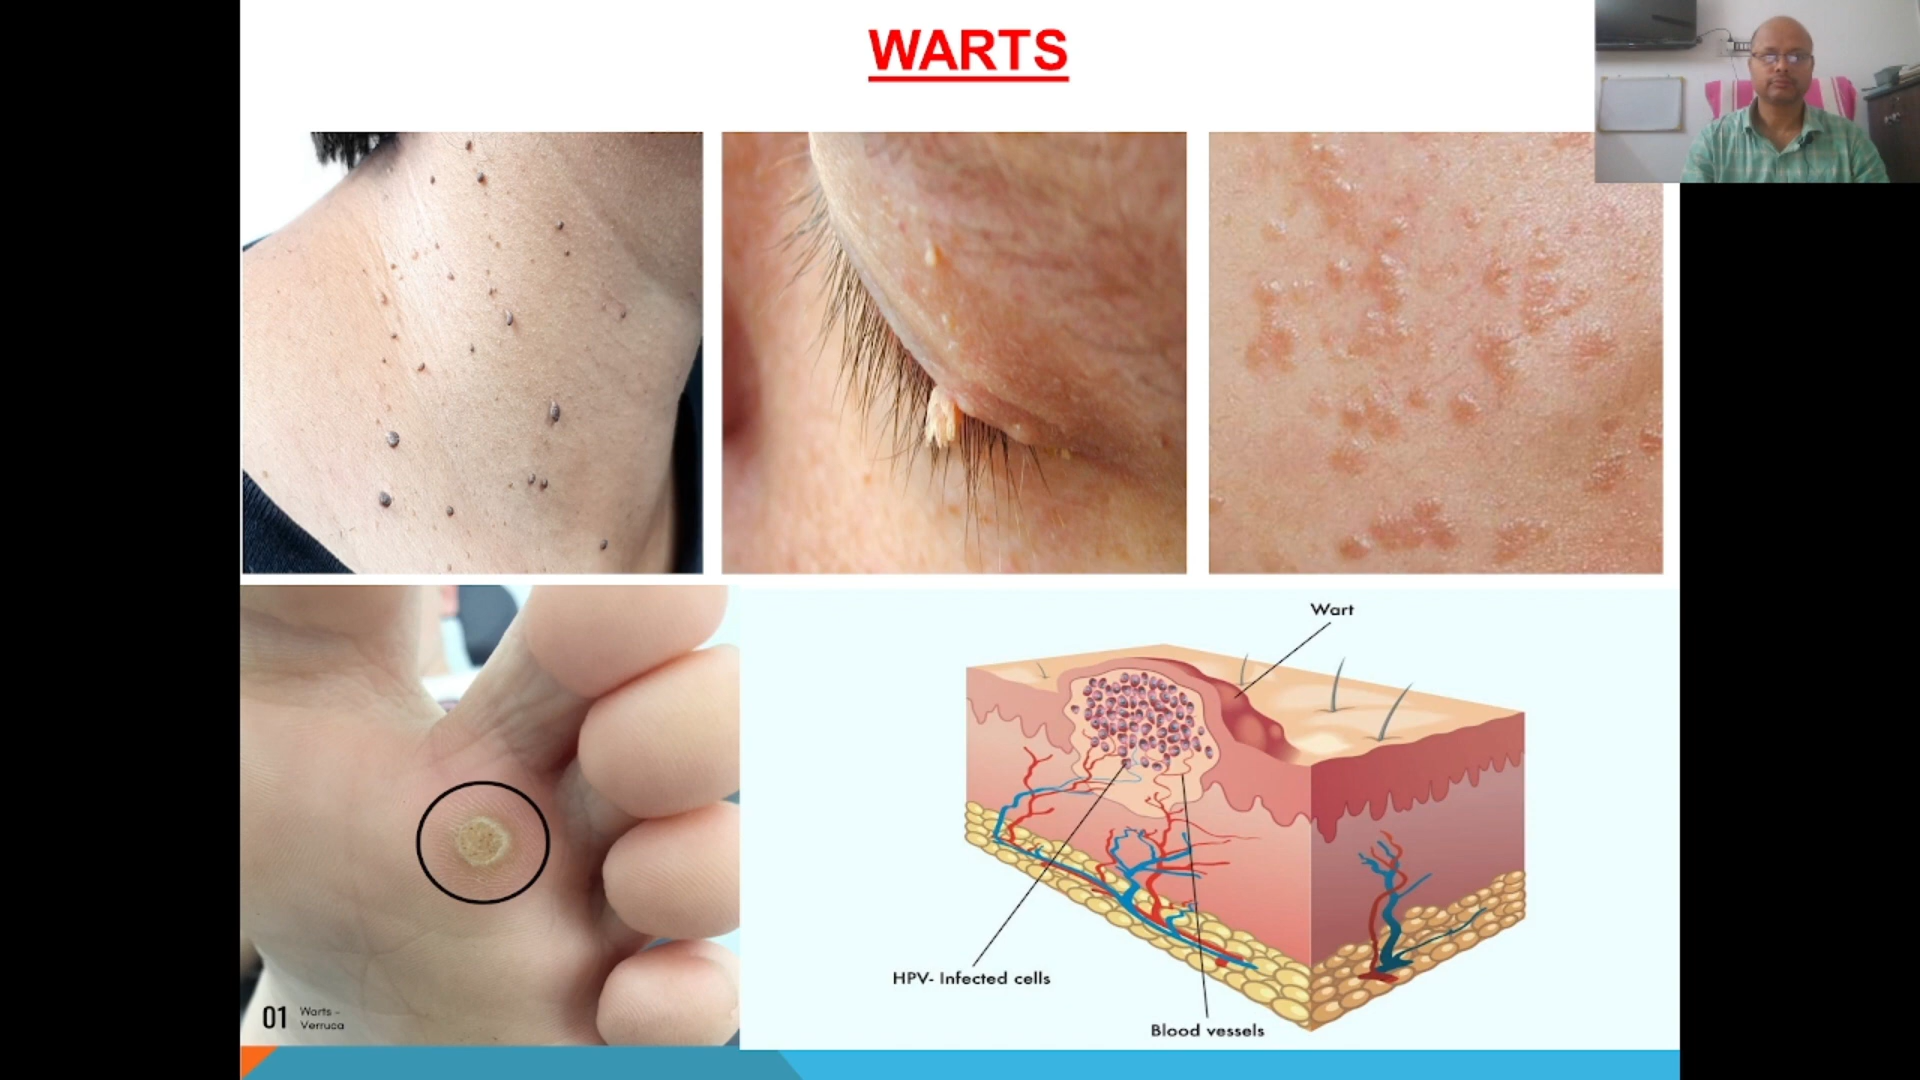 WARTS
Wart
HPV- Infected cells
Blood vessels
01
Warts –
Verruca